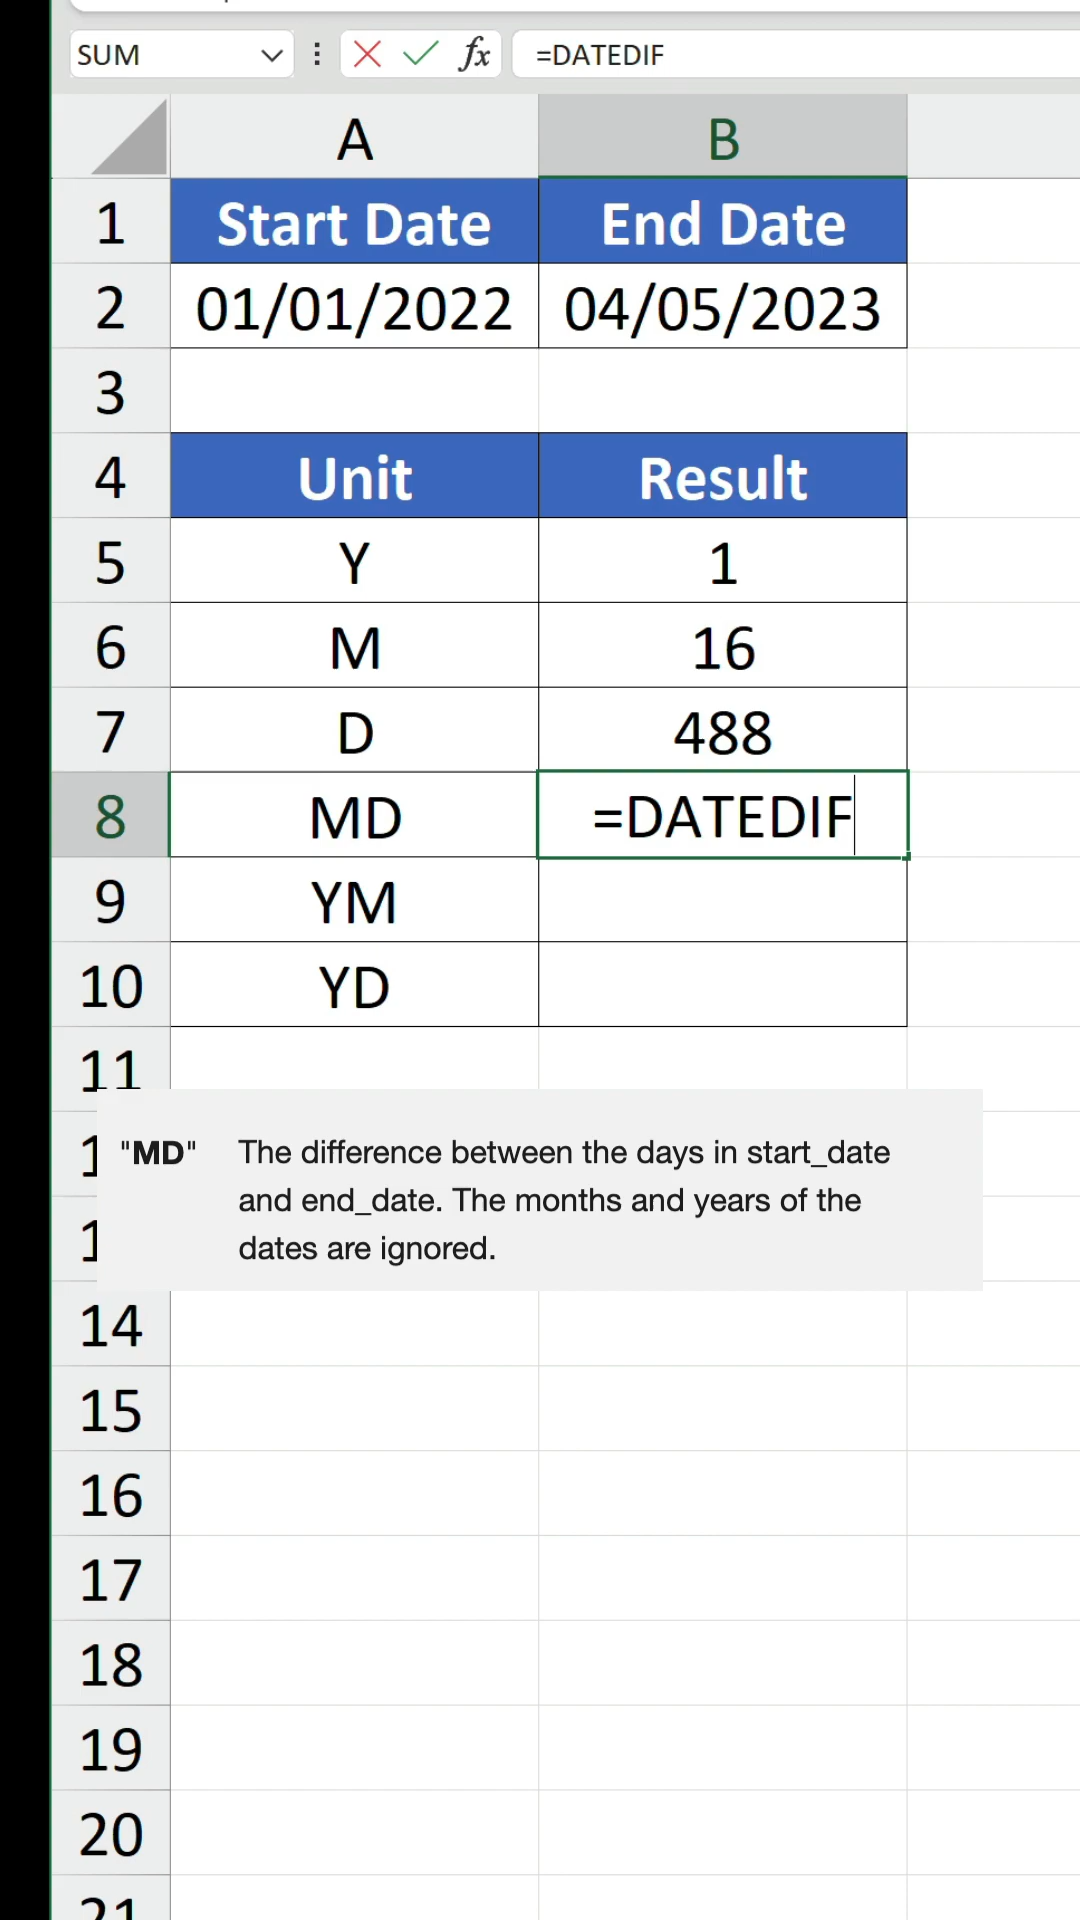 SUM fx =DATEDIF
A B
1 Start Date End Date
2 01/01/2022 04/05/2023
3
4 Unit Result
5 Y 1
6 M 16
7 D 488
8 MD =DATEDIF
9 YM
10 YD
11
"MD" The difference between the days in start_date
and end_date. The months and years of the
dates are ignored.
14
15
16
17
18
19
20
21